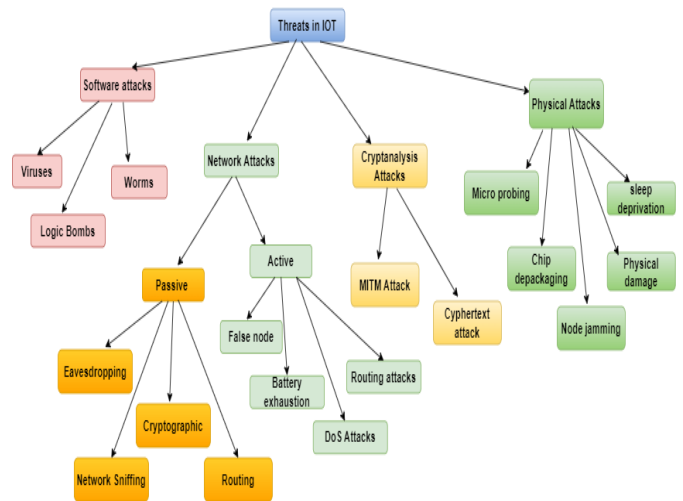 Threats in IOT
Software attacks
Viruses
Logic Bombs
Worms
Network Attacks
Passive
Eavesdropping
Network Sniffing
Cryptographic
Routing
Active
False node
Battery
exhaustion
DoS Attacks
Routing attacks
Cryptanalysis
Attacks
MITM Attack
Cyphertext
attack
Physical Attacks
Micro probing
Chip
depackaging
Node jamming
Physical
damage
sleep
deprivation